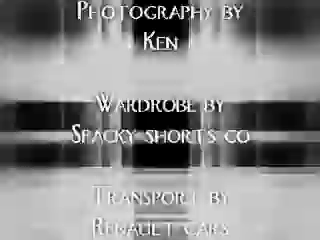 Photography by
Ken
Wardrobe by
Spacky shorts co
Transport by
Renault cars